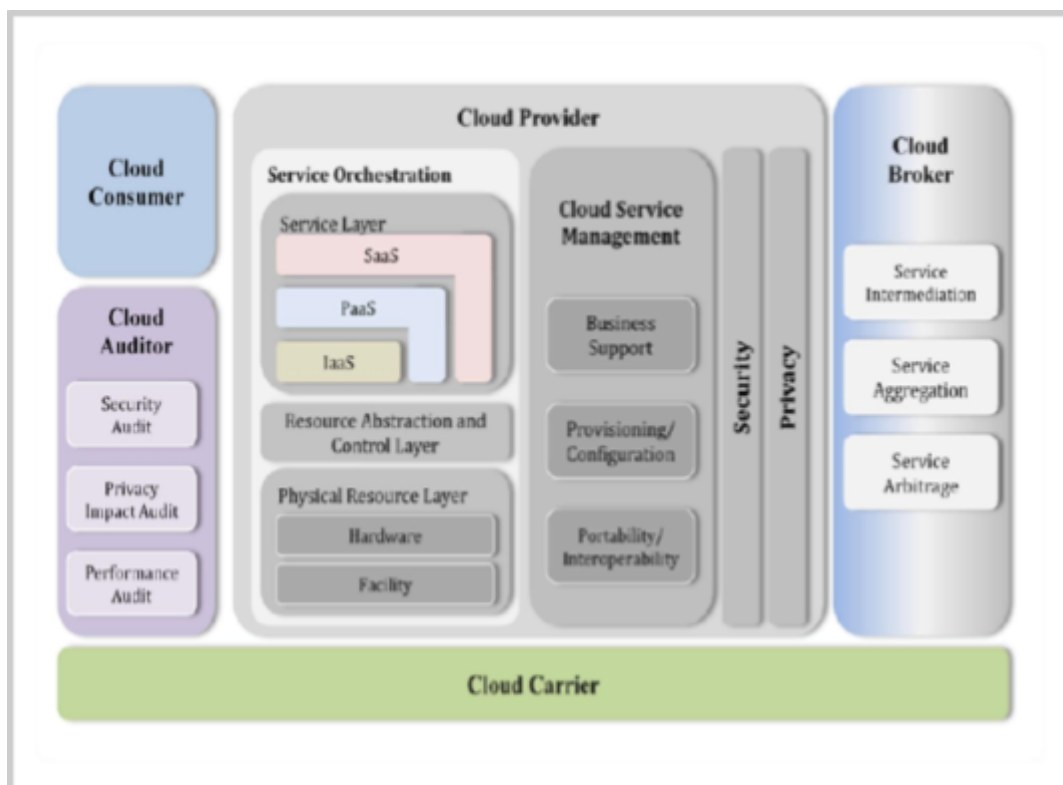 Cloud
Consumer
Cloud
Auditor
Security
Audit
Privacy
Impact Audit
Performance
Audit
Cloud Provider
Service Orchestration
Service Layer
SaaS
PaaS
IaaS
Resource Abstraction and
Control Layer
Physical Resource Layer
Hardware
Facility
Cloud Service
Management
Business
Support
Provisioning/
Configuration
Portability/
Interoperability
Security
Privacy
Cloud
Broker
Service
Intermediation
Service
Aggregation
Service
Arbitrage
Cloud Carrier